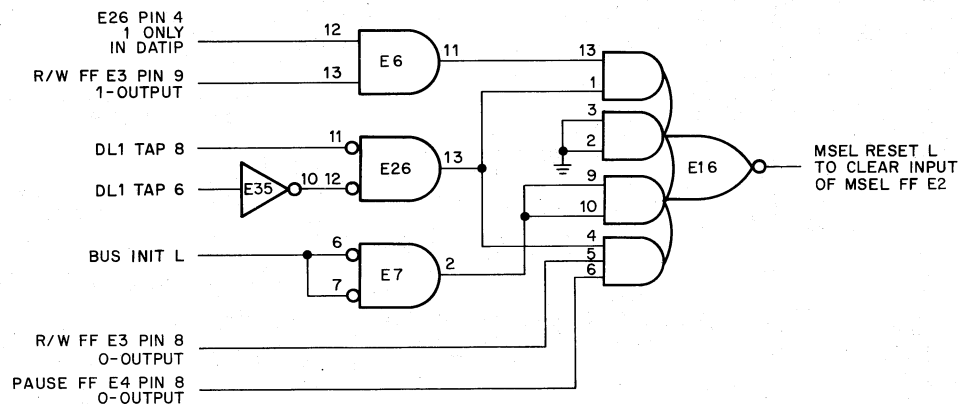 E26 PIN 4
1 ONLY
IN DATIP
12
E6
11
13
R/W FF E3 PIN 9
1-OUTPUT
13
1
3
2
DL1 TAP 8
11
E26
13
DL1 TAP 6
E35
10 12
E16
MSEL RESET L
TO CLEAR INPUT
OF MSEL FF E2
9
10
BUS INIT L
6
E7
2
7
4
5
6
R/W FF E3 PIN 8
0-OUTPUT
PAUSE FF E4 PIN 8
0-OUTPUT